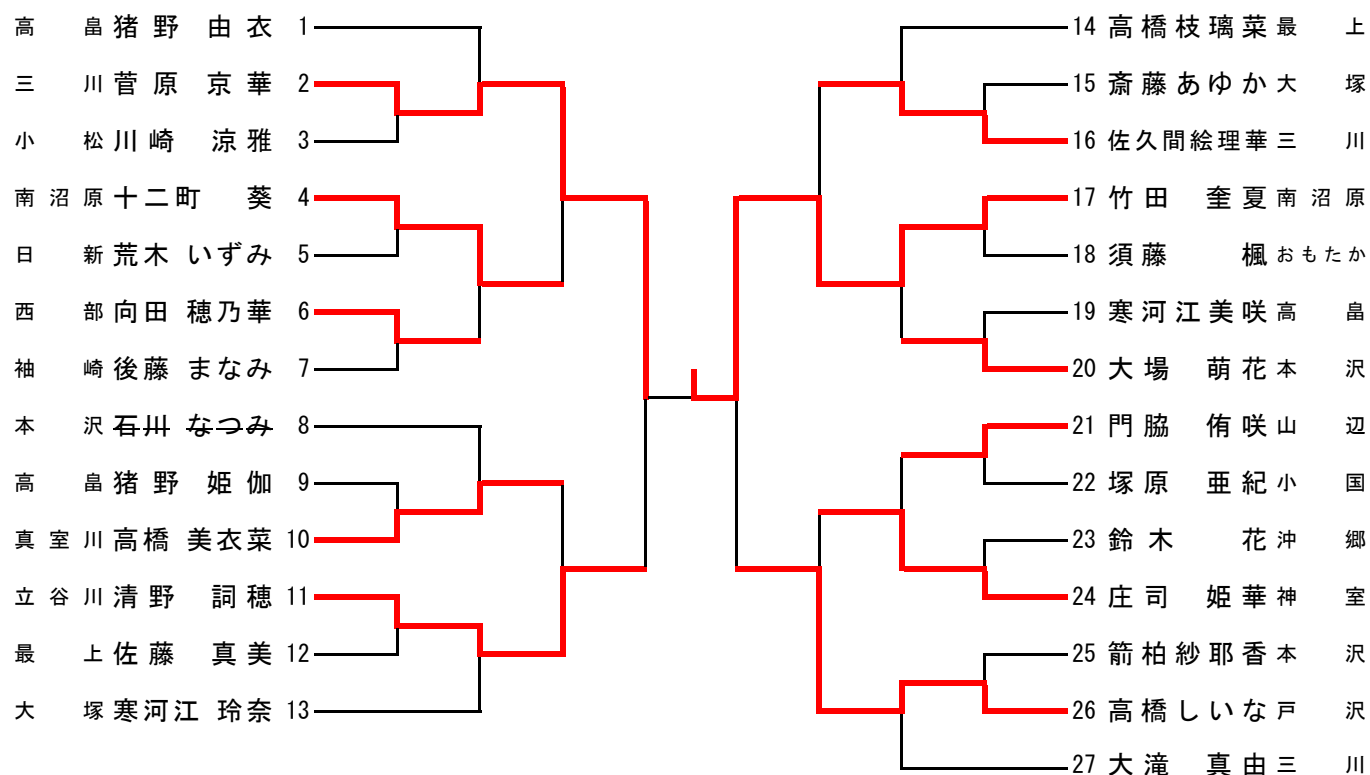 高畠 猪野 由衣 1
三川 菅原 京華 2
小松 川崎 涼雅 3
南沼原 十二町 葵 4
日新 荒木 いずみ 5
西部 向田 穂乃華 6
袖崎 後藤 まなみ 7
本沢 石川 なつみ 8
高畠 猪野 姫伽 9
真室川 高橋 美衣菜 10
立谷川 清野 詞穂 11
最上 佐藤 真美 12
大塚 寒河江 玲奈 13
14 高橋枝璃菜 最上
15 斎藤あゆか 大塚
16 佐久間絵理華 三川
17 竹田 奎夏 南沼原
18 須藤 楓 おもたか
19 寒河江美咲 高畠
20 大場 萌花 本沢
21 門脇 侑咲 山辺
22 塚原 亜紀 小国
23 鈴木 花 沖郷
24 庄司 姫華 神室
25 箭柏紗耶香 本沢
26 高橋しいな 戸沢
27 大滝 真由 三川